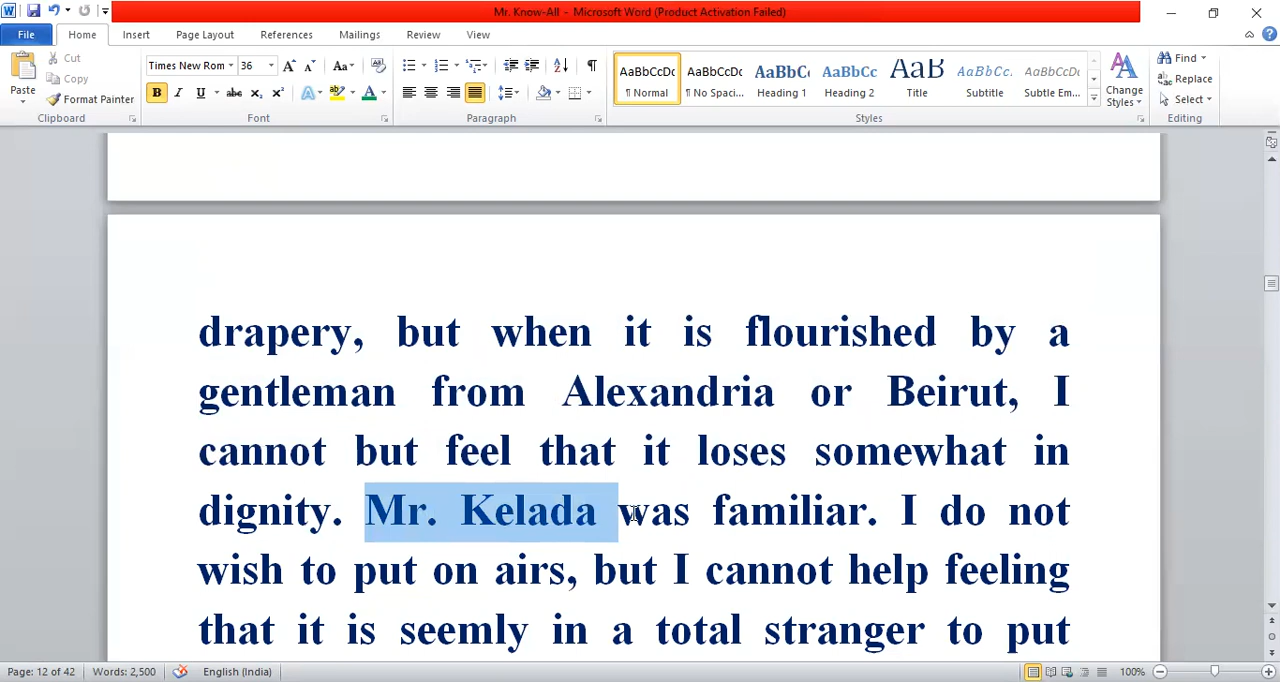 Mr. Know-All - Microsoft Word (Product Activation Failed)
File Home Insert Page Layout References Mailings Review View
Cut
Copy
Format Painter
Paste
Times New Rom 36
Aa
AaBbCcDc AaBbCcDc AaBbC AaBbCc AaB AaBbCc. AaBbCcDc
¶ Normal ¶ No Spaci... Heading 1 Heading 2 Title Subtitle Subtle Em...
Change
Styles
Find
Replace
Select
Clipboard Font Paragraph Styles Editing
drapery, but when it is flourished by a
gentleman from Alexandria or Beirut, I
cannot but feel that it loses somewhat in
dignity. Mr. Kelada was familiar. I do not
wish to put on airs, but I cannot help feeling
that it is seemly in a total stranger to put
Page: 12 of 42 Words: 2,500 English (India) 100%